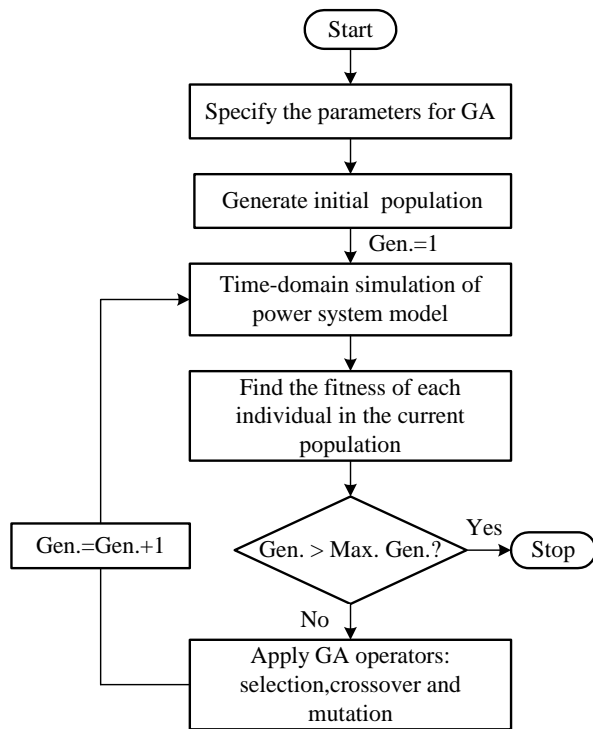 Start
Specify the parameters for GA
Generate initial population
Gen.=1
Time-domain simulation of
power system model
Find the fitness of each
individual in the current
population
Gen. > Max. Gen.?
Yes
Stop
No
Gen.=Gen.+1
Apply GA operators:
selection,crossover and
mutation